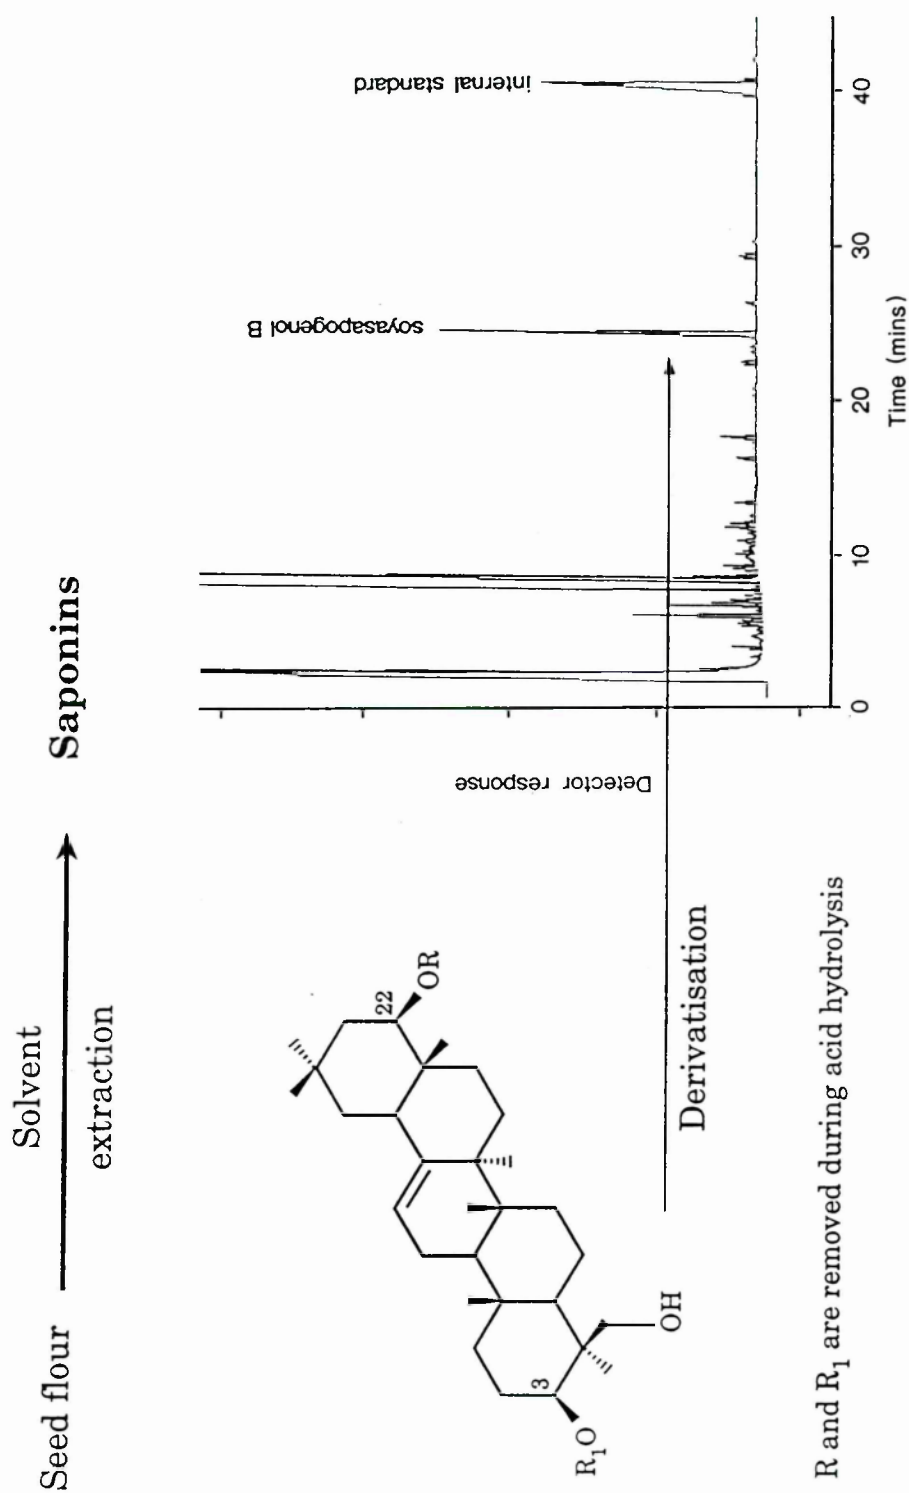 Seed flour
Solvent
extraction
Saponins
R₁O
3
OH
22
OR
Derivatisation
R and R₁ are removed during acid hydrolysis
Detector response
soyasapogenol B
internal standard
0 10 20 30 40
Time (mins)